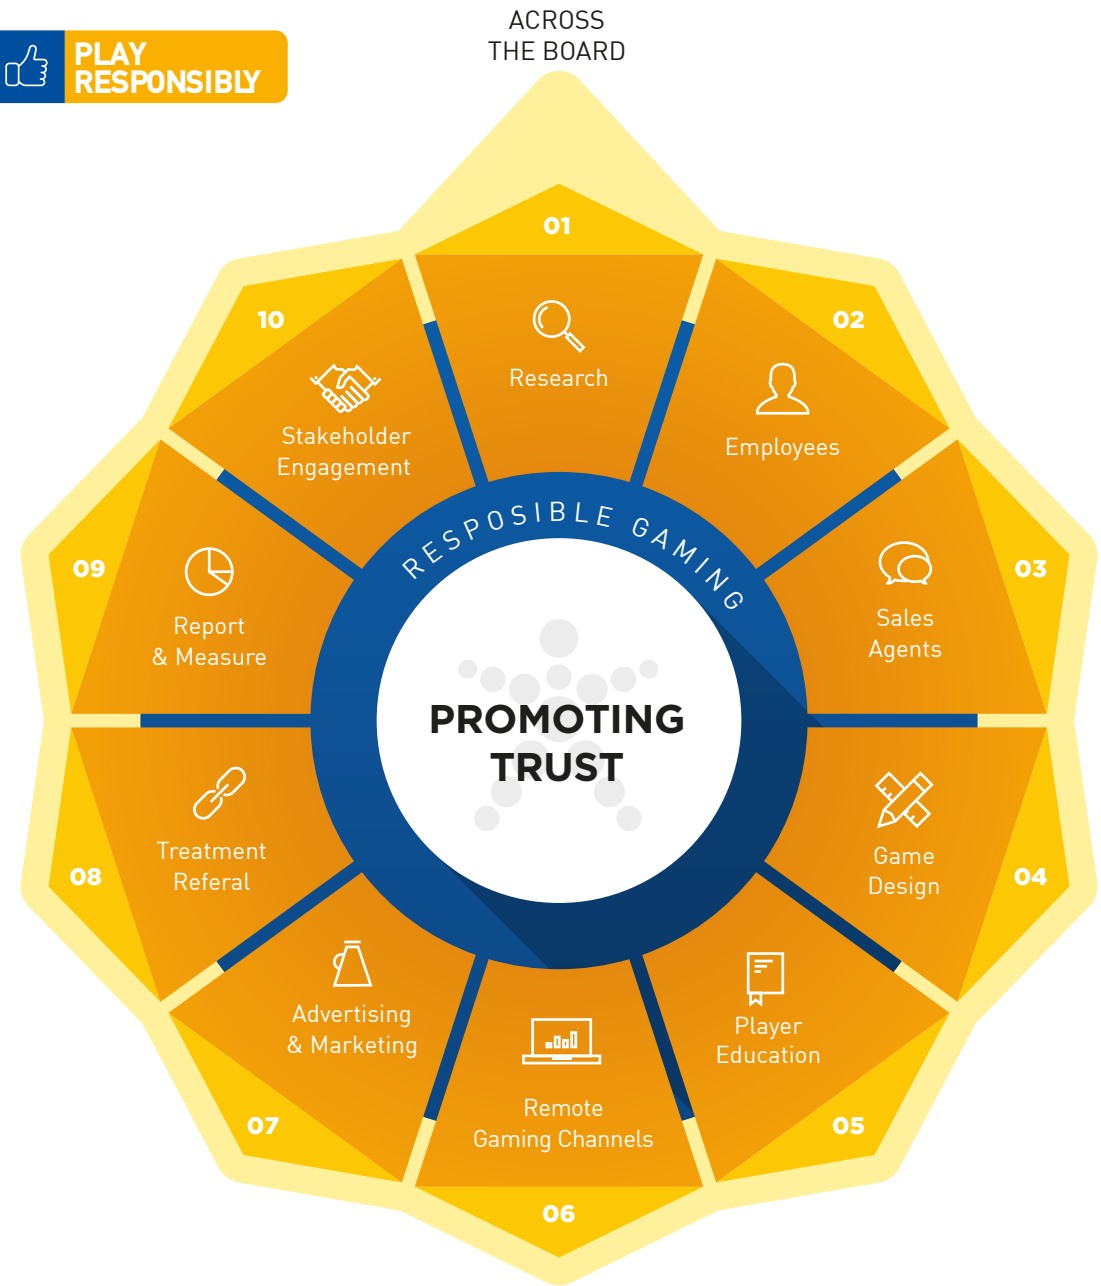 ACROSS
THE BOARD
PLAY
RESPONSIBLY
01
Research
02
Employees
03
Sales
Agents
04
Game
Design
05
Player
Education
06
Remote
Gaming Channels
07
Advertising
& Marketing
08
Treatment
Referal
09
Report
& Measure
10
Stakeholder
Engagement
RESPOSIBLE GAMING
PROMOTING
TRUST